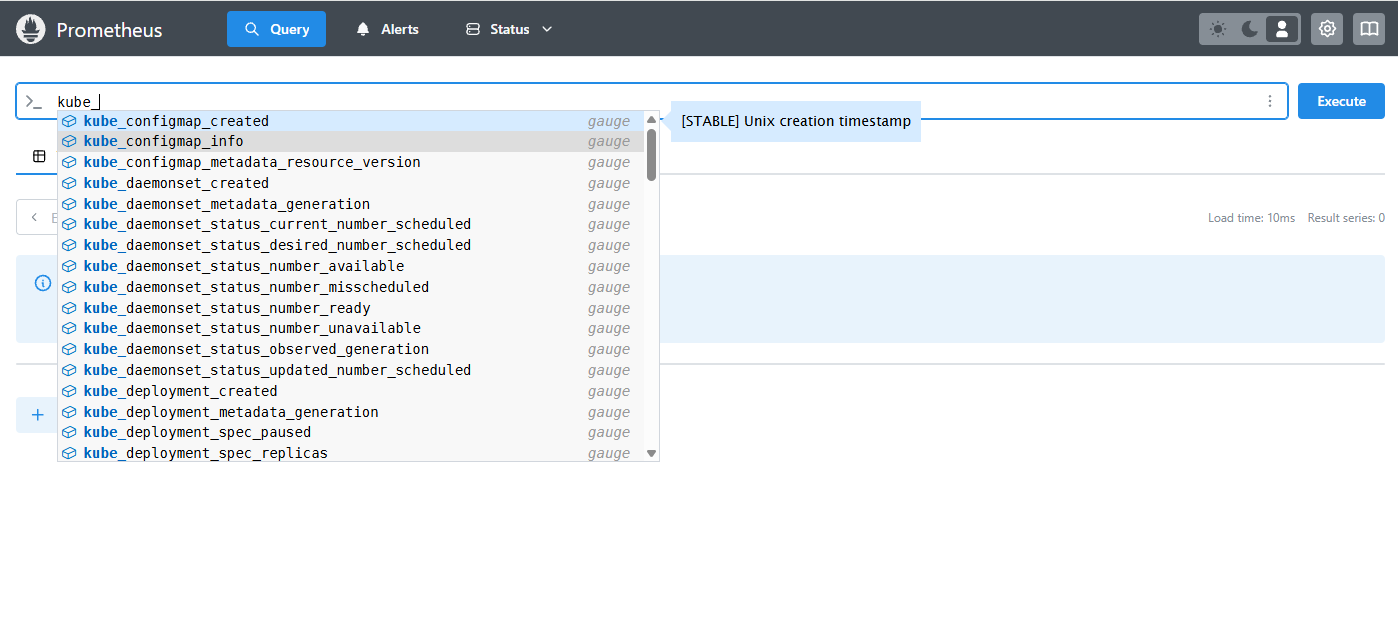 Prometheus Query Alerts Status
>_ kube_ Execute
kube_configmap_created gauge [STABLE] Unix creation timestamp
kube_configmap_info gauge
kube_configmap_metadata_resource_version gauge
kube_daemonset_created gauge
kube_daemonset_metadata_generation gauge
Load time: 10ms Result series: 0
kube_daemonset_status_current_number_scheduled gauge
kube_daemonset_status_desired_number_scheduled gauge
kube_daemonset_status_number_available gauge
kube_daemonset_status_number_misscheduled gauge
kube_daemonset_status_number_ready gauge
kube_daemonset_status_number_unavailable gauge
kube_daemonset_status_observed_generation gauge
kube_daemonset_status_updated_number_scheduled gauge
kube_deployment_created gauge
kube_deployment_metadata_generation gauge
kube_deployment_spec_paused gauge
kube_deployment_spec_replicas gauge